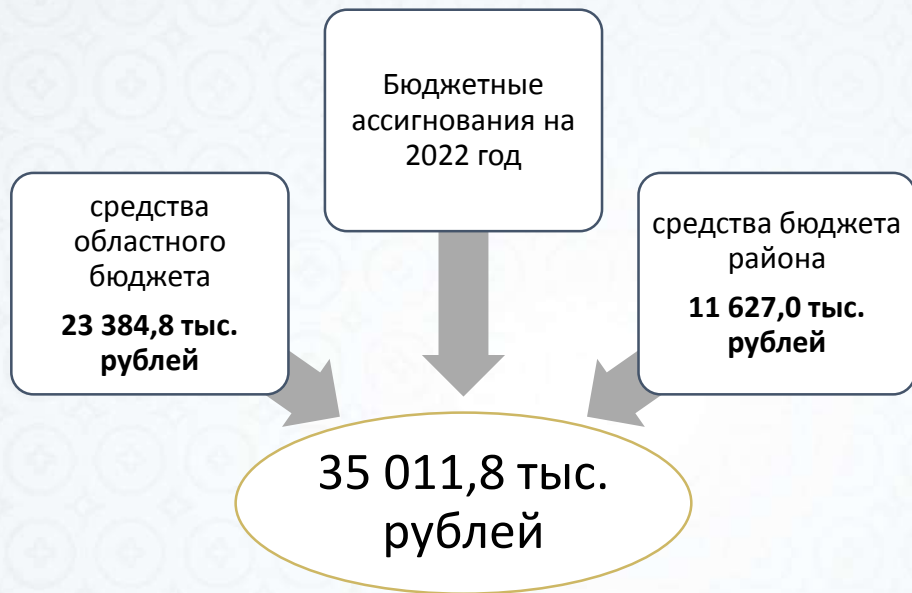 Бюджетные
ассигнования на
2022 год
средства
областного
бюджета
23 384,8 тыс.
рублей
средства бюджета
района
11 627,0 тыс.
рублей
35 011,8 тыс.
рублей